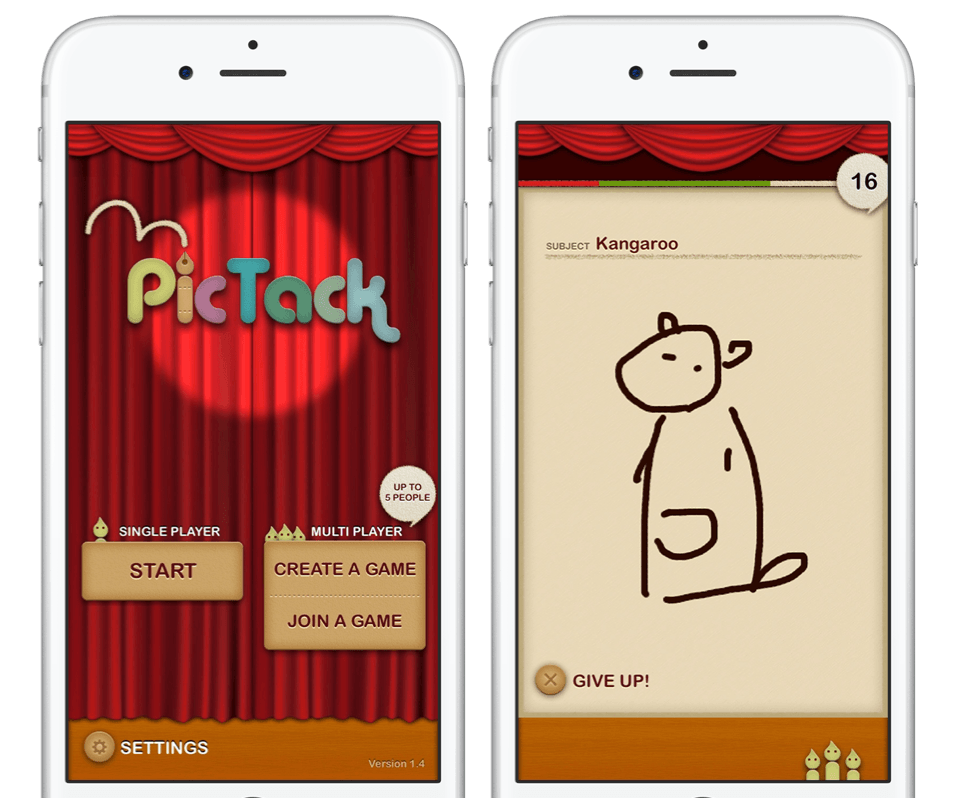 PicTack
UP TO
5 PEOPLE
SINGLE PLAYER
START
MULTI PLAYER
CREATE A GAME
JOIN A GAME
SETTINGS
Version 1.4
16
SUBJECT Kangaroo
GIVE UP!